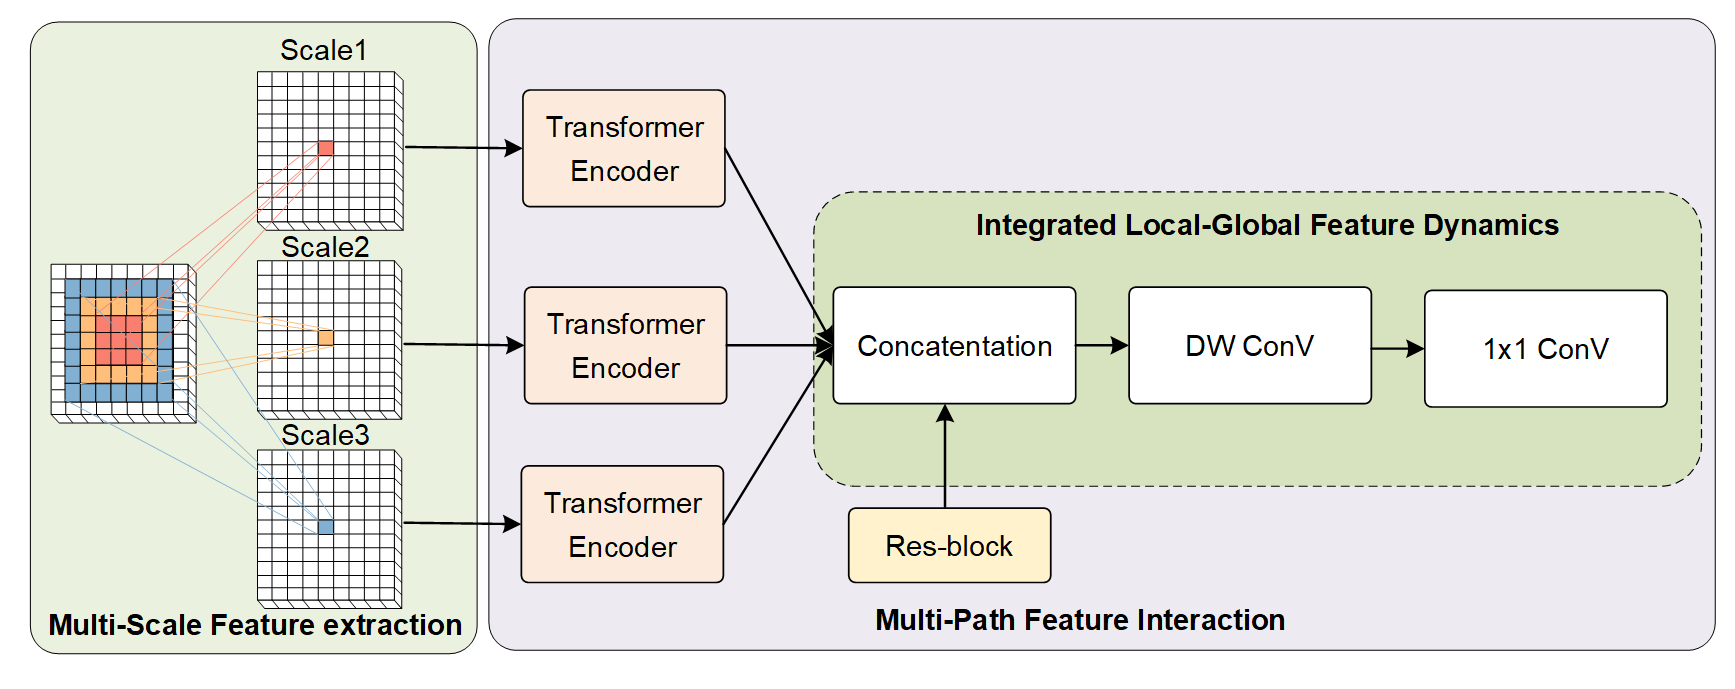 Scale1
Scale2
Scale3
Multi-Scale Feature extraction
Transformer
Encoder
Transformer
Encoder
Transformer
Encoder
Integrated Local-Global Feature Dynamics
Concatentation
DW ConV
1x1 ConV
Res-block
Multi-Path Feature Interaction